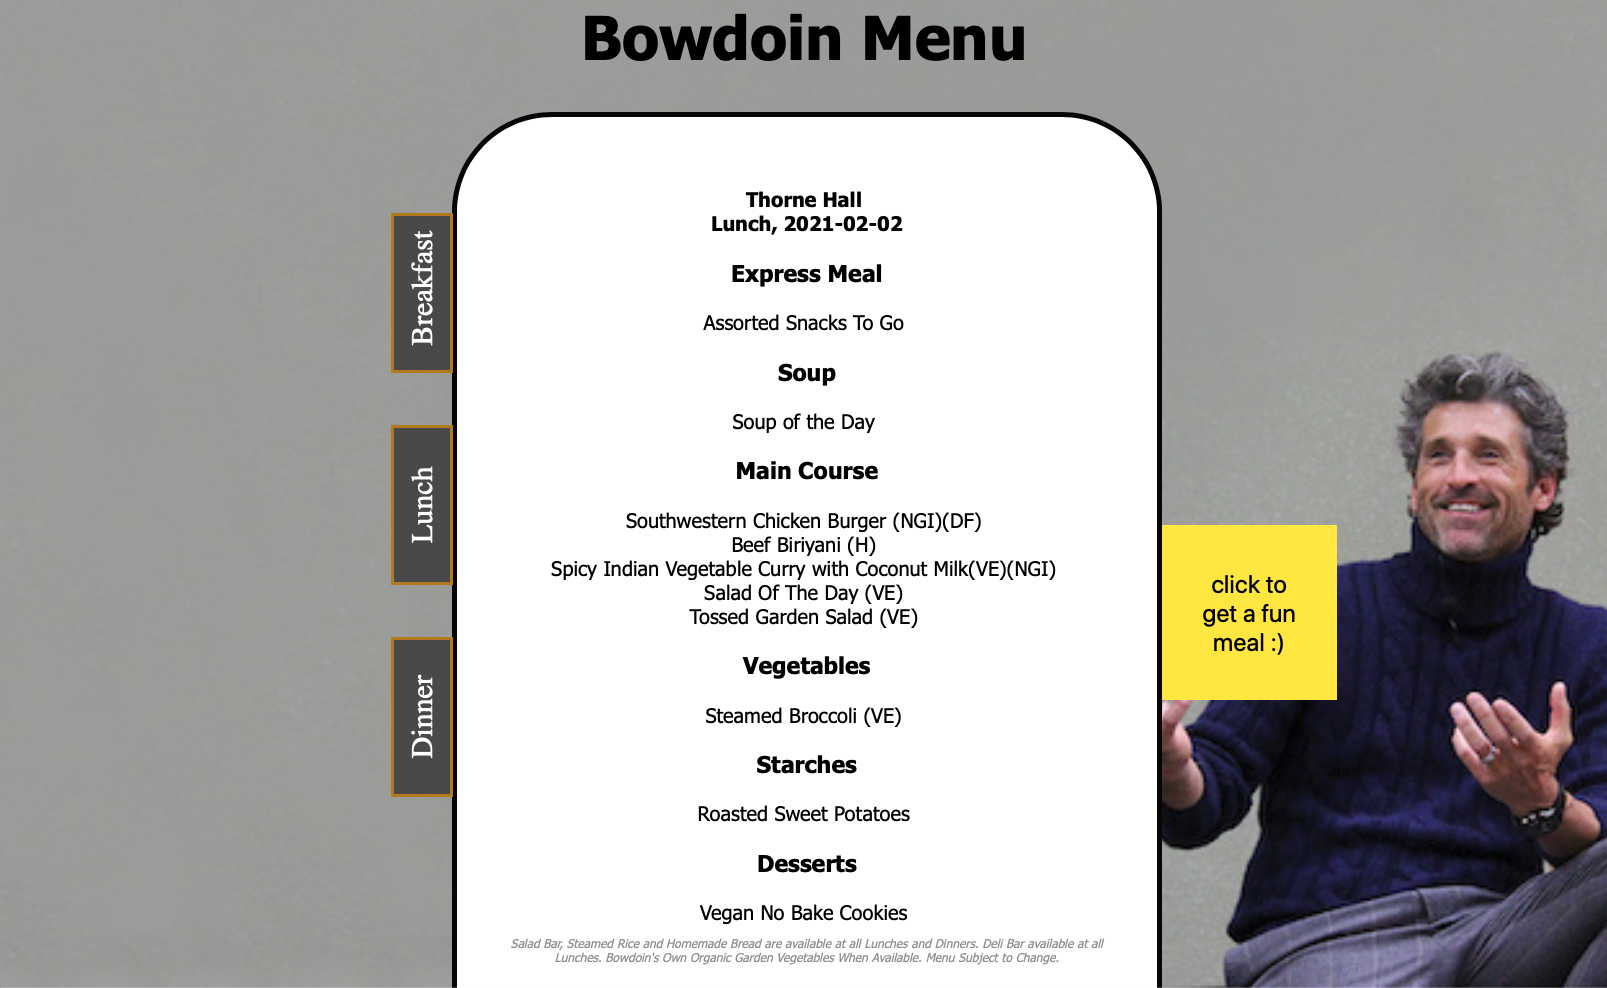 Bowdoin Menu
Breakfast
Lunch
Dinner
Thorne Hall
Lunch, 2021-02-02
Express Meal
Assorted Snacks To Go
Soup
Soup of the Day
Main Course
Southwestern Chicken Burger (NGI)(DF)
Beef Biriyani (H)
Spicy Indian Vegetable Curry with Coconut Milk(VE)(NGI)
Salad Of The Day (VE)
Tossed Garden Salad (VE)
Vegetables
Steamed Broccoli (VE)
Starches
Roasted Sweet Potatoes
Desserts
Vegan No Bake Cookies
Salad Bar, Steamed Rice and Homemade Bread are available at all Lunches and Dinners. Deli Bar available at all
Lunches. Bowdoin's Own Organic Garden Vegetables When Available. Menu Subject to Change.
click to
get a fun
meal :)